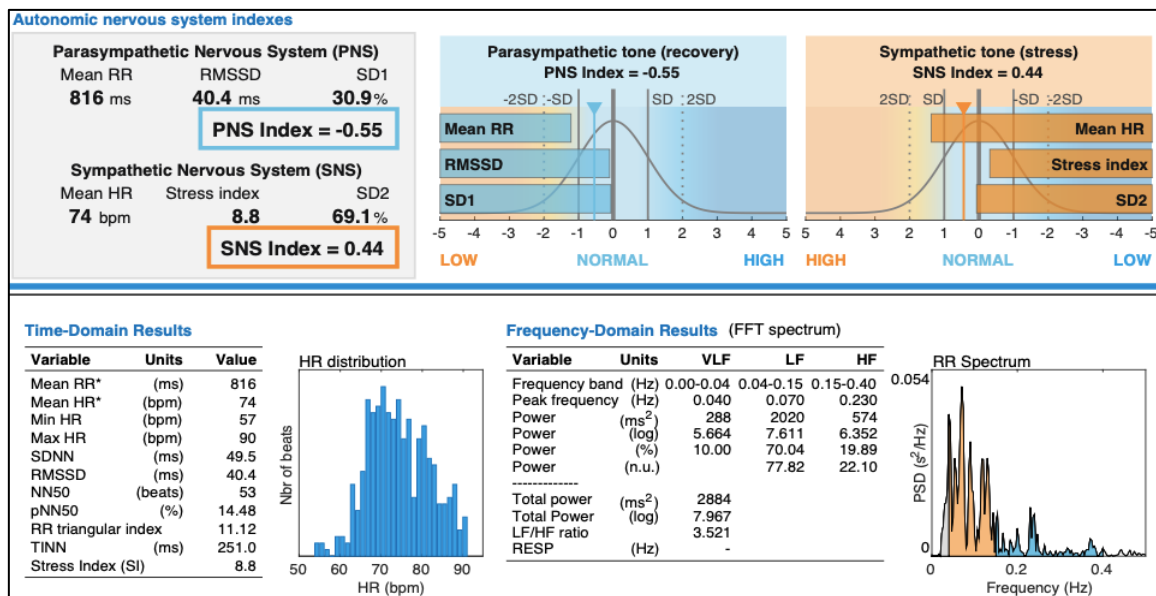 Autonomic nervous system indexes
Parasympathetic Nervous System (PNS)
Mean RR RMSSD SD1
816 ms 40.4 ms 30.9%
PNS Index = -0.55
Sympathetic Nervous System (SNS)
Mean HR Stress index SD2
74 bpm 8.8 69.1%
SNS Index = 0.44
Parasympathetic tone (recovery)
PNS Index = -0.55
-2SD -SD SD 2SD
Mean RR
RMSSD
SD1
-5 -4 -3 -2 -1 0 1 2 3 4 5
LOW NORMAL HIGH
Sympathetic tone (stress)
SNS Index = 0.44
2SD SD -SD -2SD
Mean HR
Stress index
SD2
5 4 3 2 1 0 -1 -2 -3 -4 -5
HIGH NORMAL LOW
Time-Domain Results
Variable Units Value
Mean RR* (ms) 816
Mean HR* (bpm) 74
Min HR (bpm) 57
Max HR (bpm) 90
SDNN (ms) 49.5
RMSSD (ms) 40.4
NN50 (beats) 53
pNN50 (%) 14.48
RR triangular index 11.12
TINN (ms) 251.0
Stress Index (SI) 8.8
HR distribution
Nbr of beats
50 60 70 80 90
HR (bpm)
Frequency-Domain Results (FFT spectrum)
Variable Units VLF LF HF
Frequency band (Hz) 0.00-0.04 0.04-0.15 0.15-0.40
Peak frequency (Hz) 0.040 0.070 0.230
Power (ms2) 288 2020 574
Power (log) 5.664 7.611 6.352
Power (%) 10.00 70.04 19.89
Power (n.u.) 77.82 22.10
-------------
Total power (ms2) 2884
Total Power (log) 7.967
LF/HF ratio 3.521
RESP (Hz) -
RR Spectrum
0.054
PSD (s2/Hz)
0
0 0.2 0.4
Frequency (Hz)